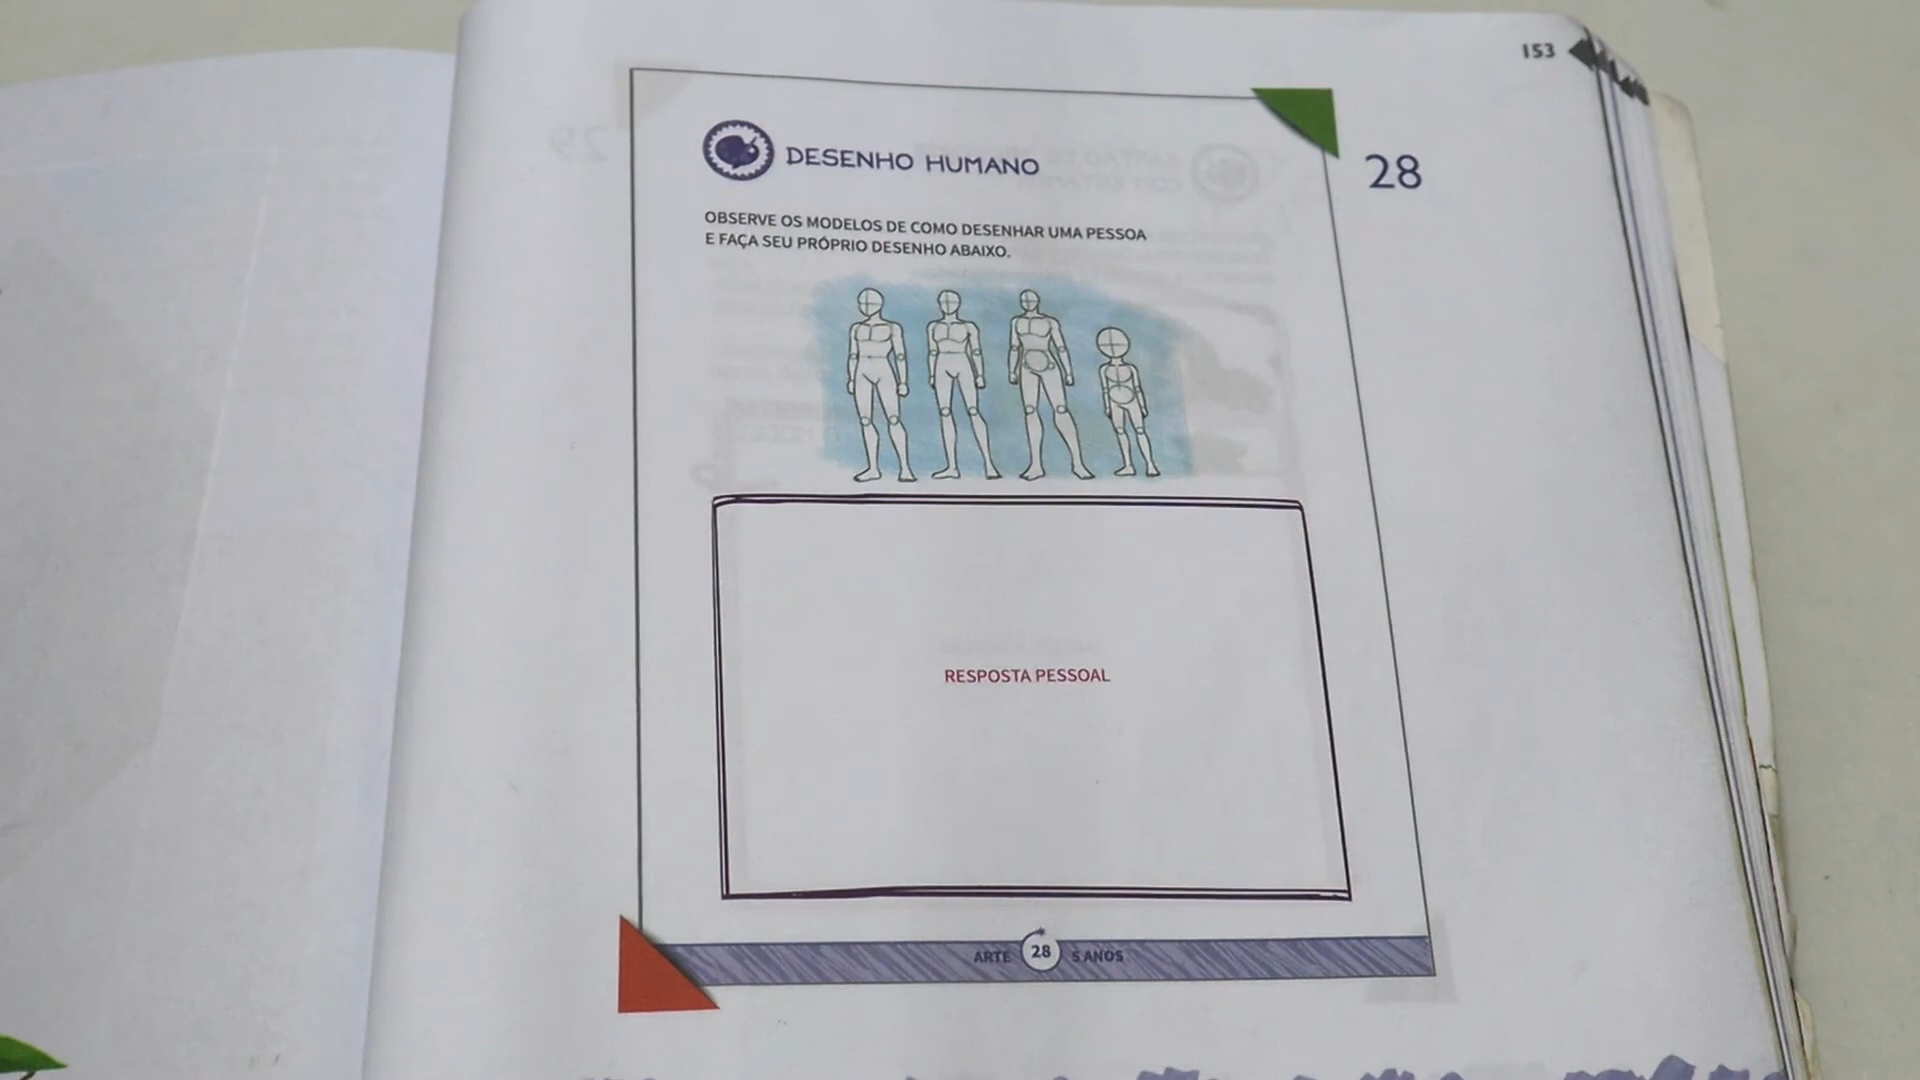 153
28
DESENHO HUMANO
OBSERVE OS MODELOS DE COMO DESENHAR UMA PESSOA
E FAÇA SEU PRÓPRIO DESENHO ABAIXO.
RESPOSTA PESSOAL
ARTE 28 5 ANOS